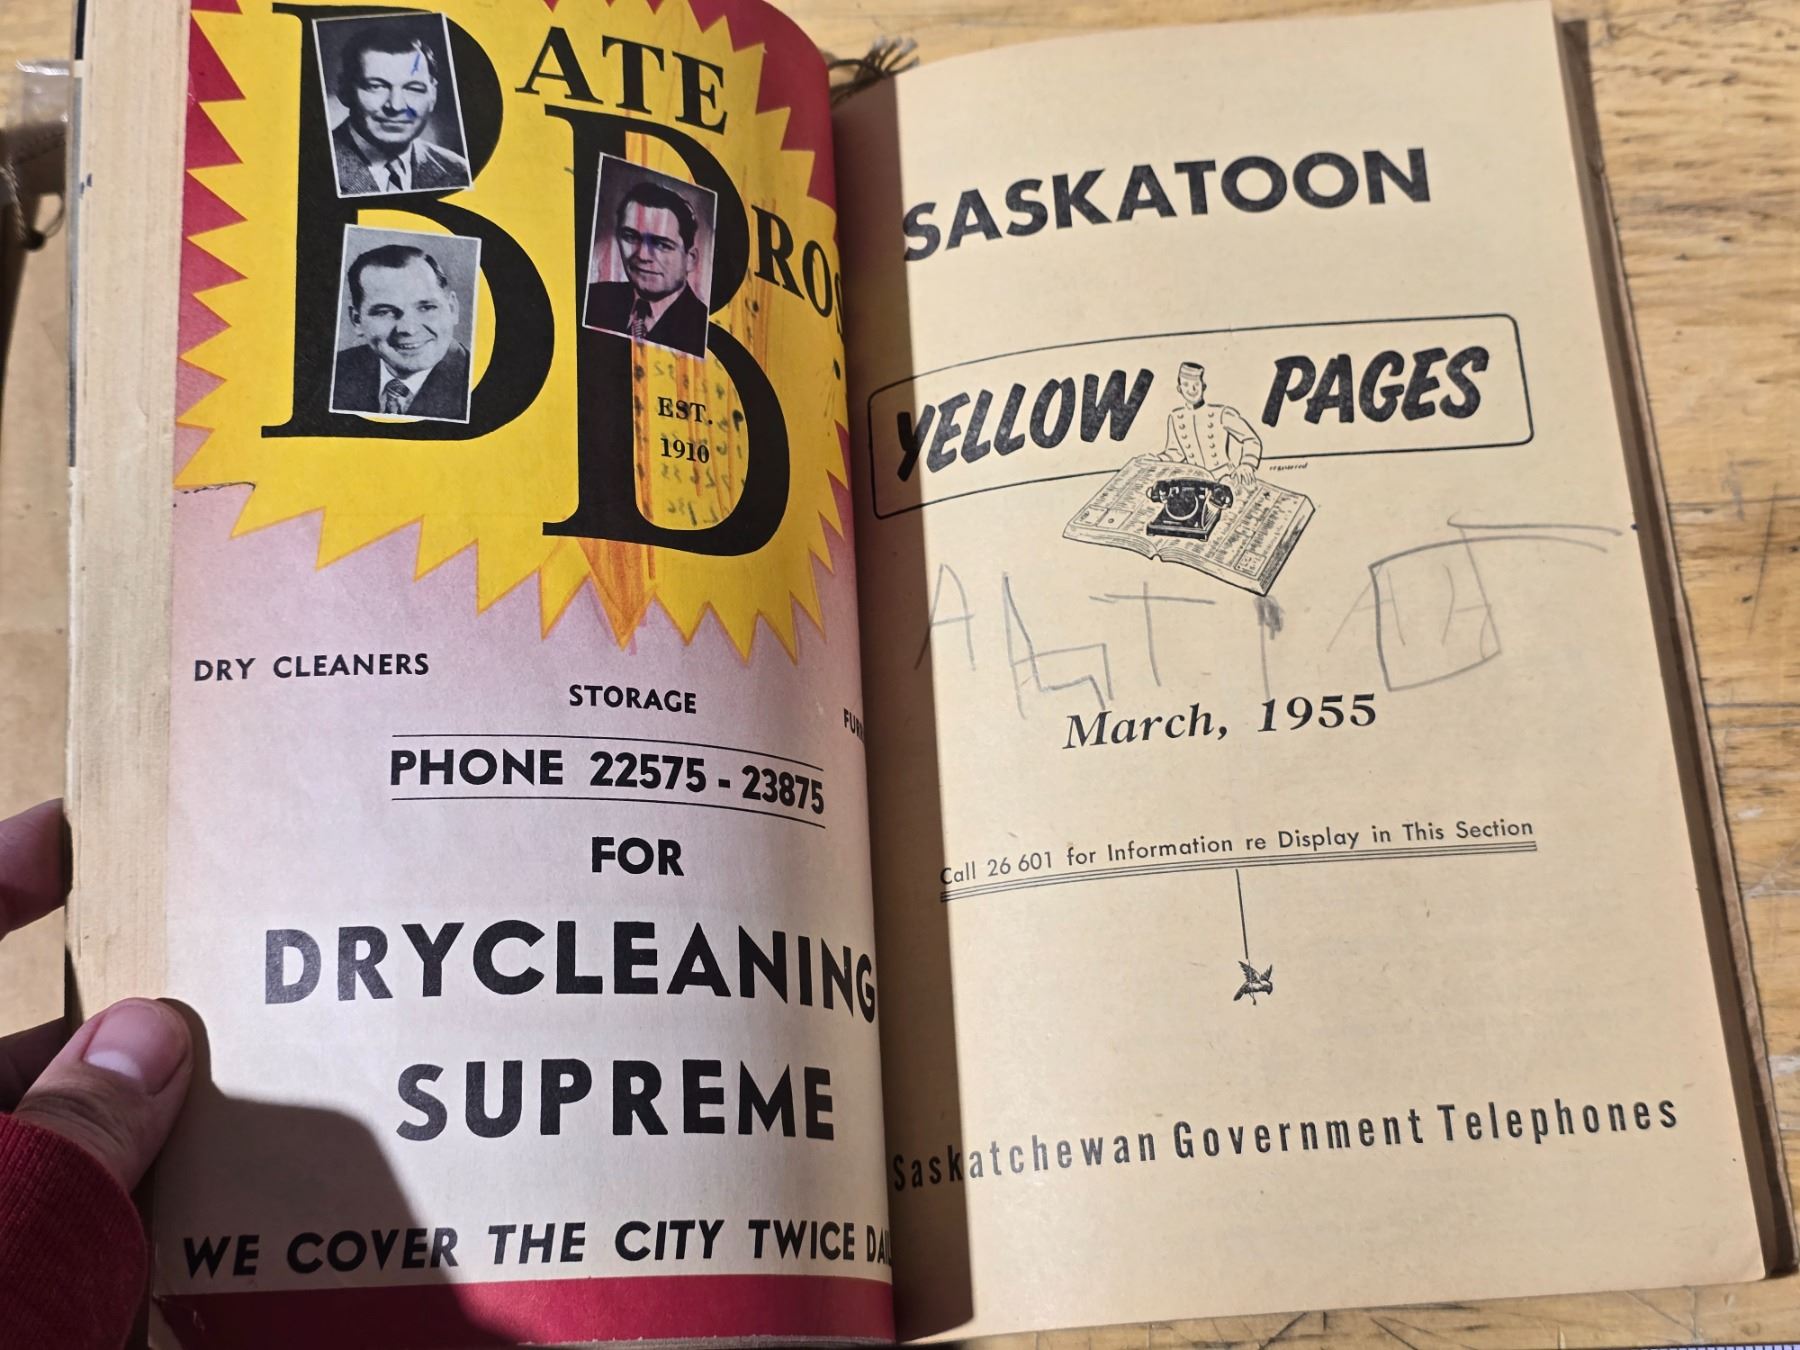 BATE
BROS.
EST.
1910
DRY CLEANERS
STORAGE
PHONE 22575 - 23875
FOR
DRYCLEANING
SUPREME
WE COVER THE CITY TWICE
SASKATOON
YELLOW PAGES
March, 1955
Call 26 601 for Information re Display in This Section
Saskatchewan Government Telephones